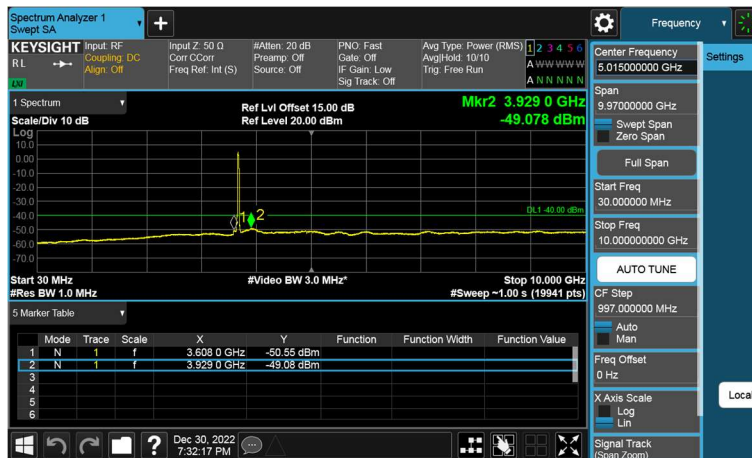 Spectrum Analyzer 1
Swept SA
+
Frequency
KEYSIGHT
RL
LXI
Input: RF
Coupling: DC
Align: Off
Input Z: 50 Ω
Corr CCorr
Freq Ref: Int (S)
#Atten: 20 dB
Preamp: Off
Source: Off
PNO: Fast
Gate: Off
IF Gain: Low
Sig Track: Off
Avg Type: Power (RMS)
Avg|Hold: 10/10
Trig: Free Run
1 2 3 4 5 6
A W W W W W
A N N N N N
1 Spectrum
Scale/Div 10 dB
Ref Lvl Offset 15.00 dB
Ref Level 20.00 dBm
Mkr2 3.929 0 GHz
-49.078 dBm
Log
10.0
0.00
-10.0
-20.0
-30.0
-40.0
-50.0
-60.0
-70.0
DL1 -40.00 dBm
1 2
Start 30 MHz
#Res BW 1.0 MHz
#Video BW 3.0 MHz*
Stop 10.000 GHz
#Sweep ~1.00 s (19941 pts)
5 Marker Table
Mode Trace Scale X Y Function Function Width Function Value
1 N 1 f 3.608 0 GHz -50.55 dBm
2 N 1 f 3.929 0 GHz -49.08 dBm
3
4
5
6
?
Dec 30, 2022
7:32:17 PM
Center Frequency
5.015000000 GHz
Settings
Span
9.97000000 GHz
Swept Span
Zero Span
Full Span
Start Freq
30.000000 MHz
Stop Freq
10.000000000 GHz
AUTO TUNE
CF Step
997.000000 MHz
Auto
Man
Freq Offset
0 Hz
X Axis Scale
Log
Lin
Local
Signal Track
(Span Zoom)